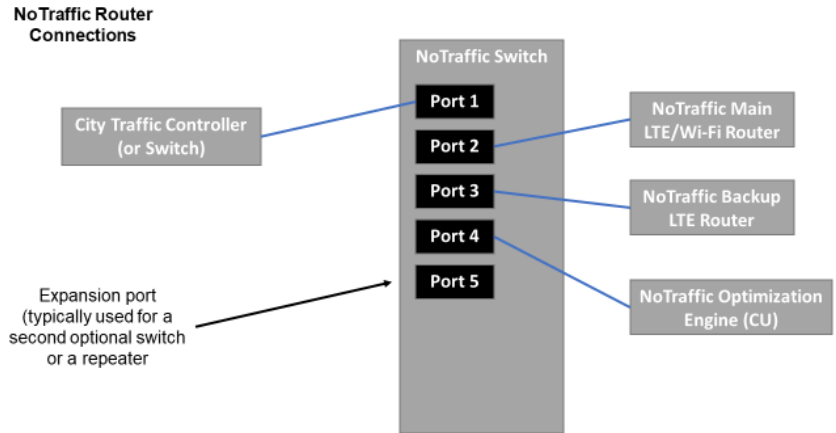 NoTraffic Router
Connections
NoTraffic Switch
Port 1
Port 2
Port 3
Port 4
Port 5
City Traffic Controller
(or Switch)
NoTraffic Main
LTE/Wi-Fi Router
NoTraffic Backup
LTE Router
NoTraffic Optimization
Engine (CU)
Expansion port
(typically used for a
second optional switch
or a repeater